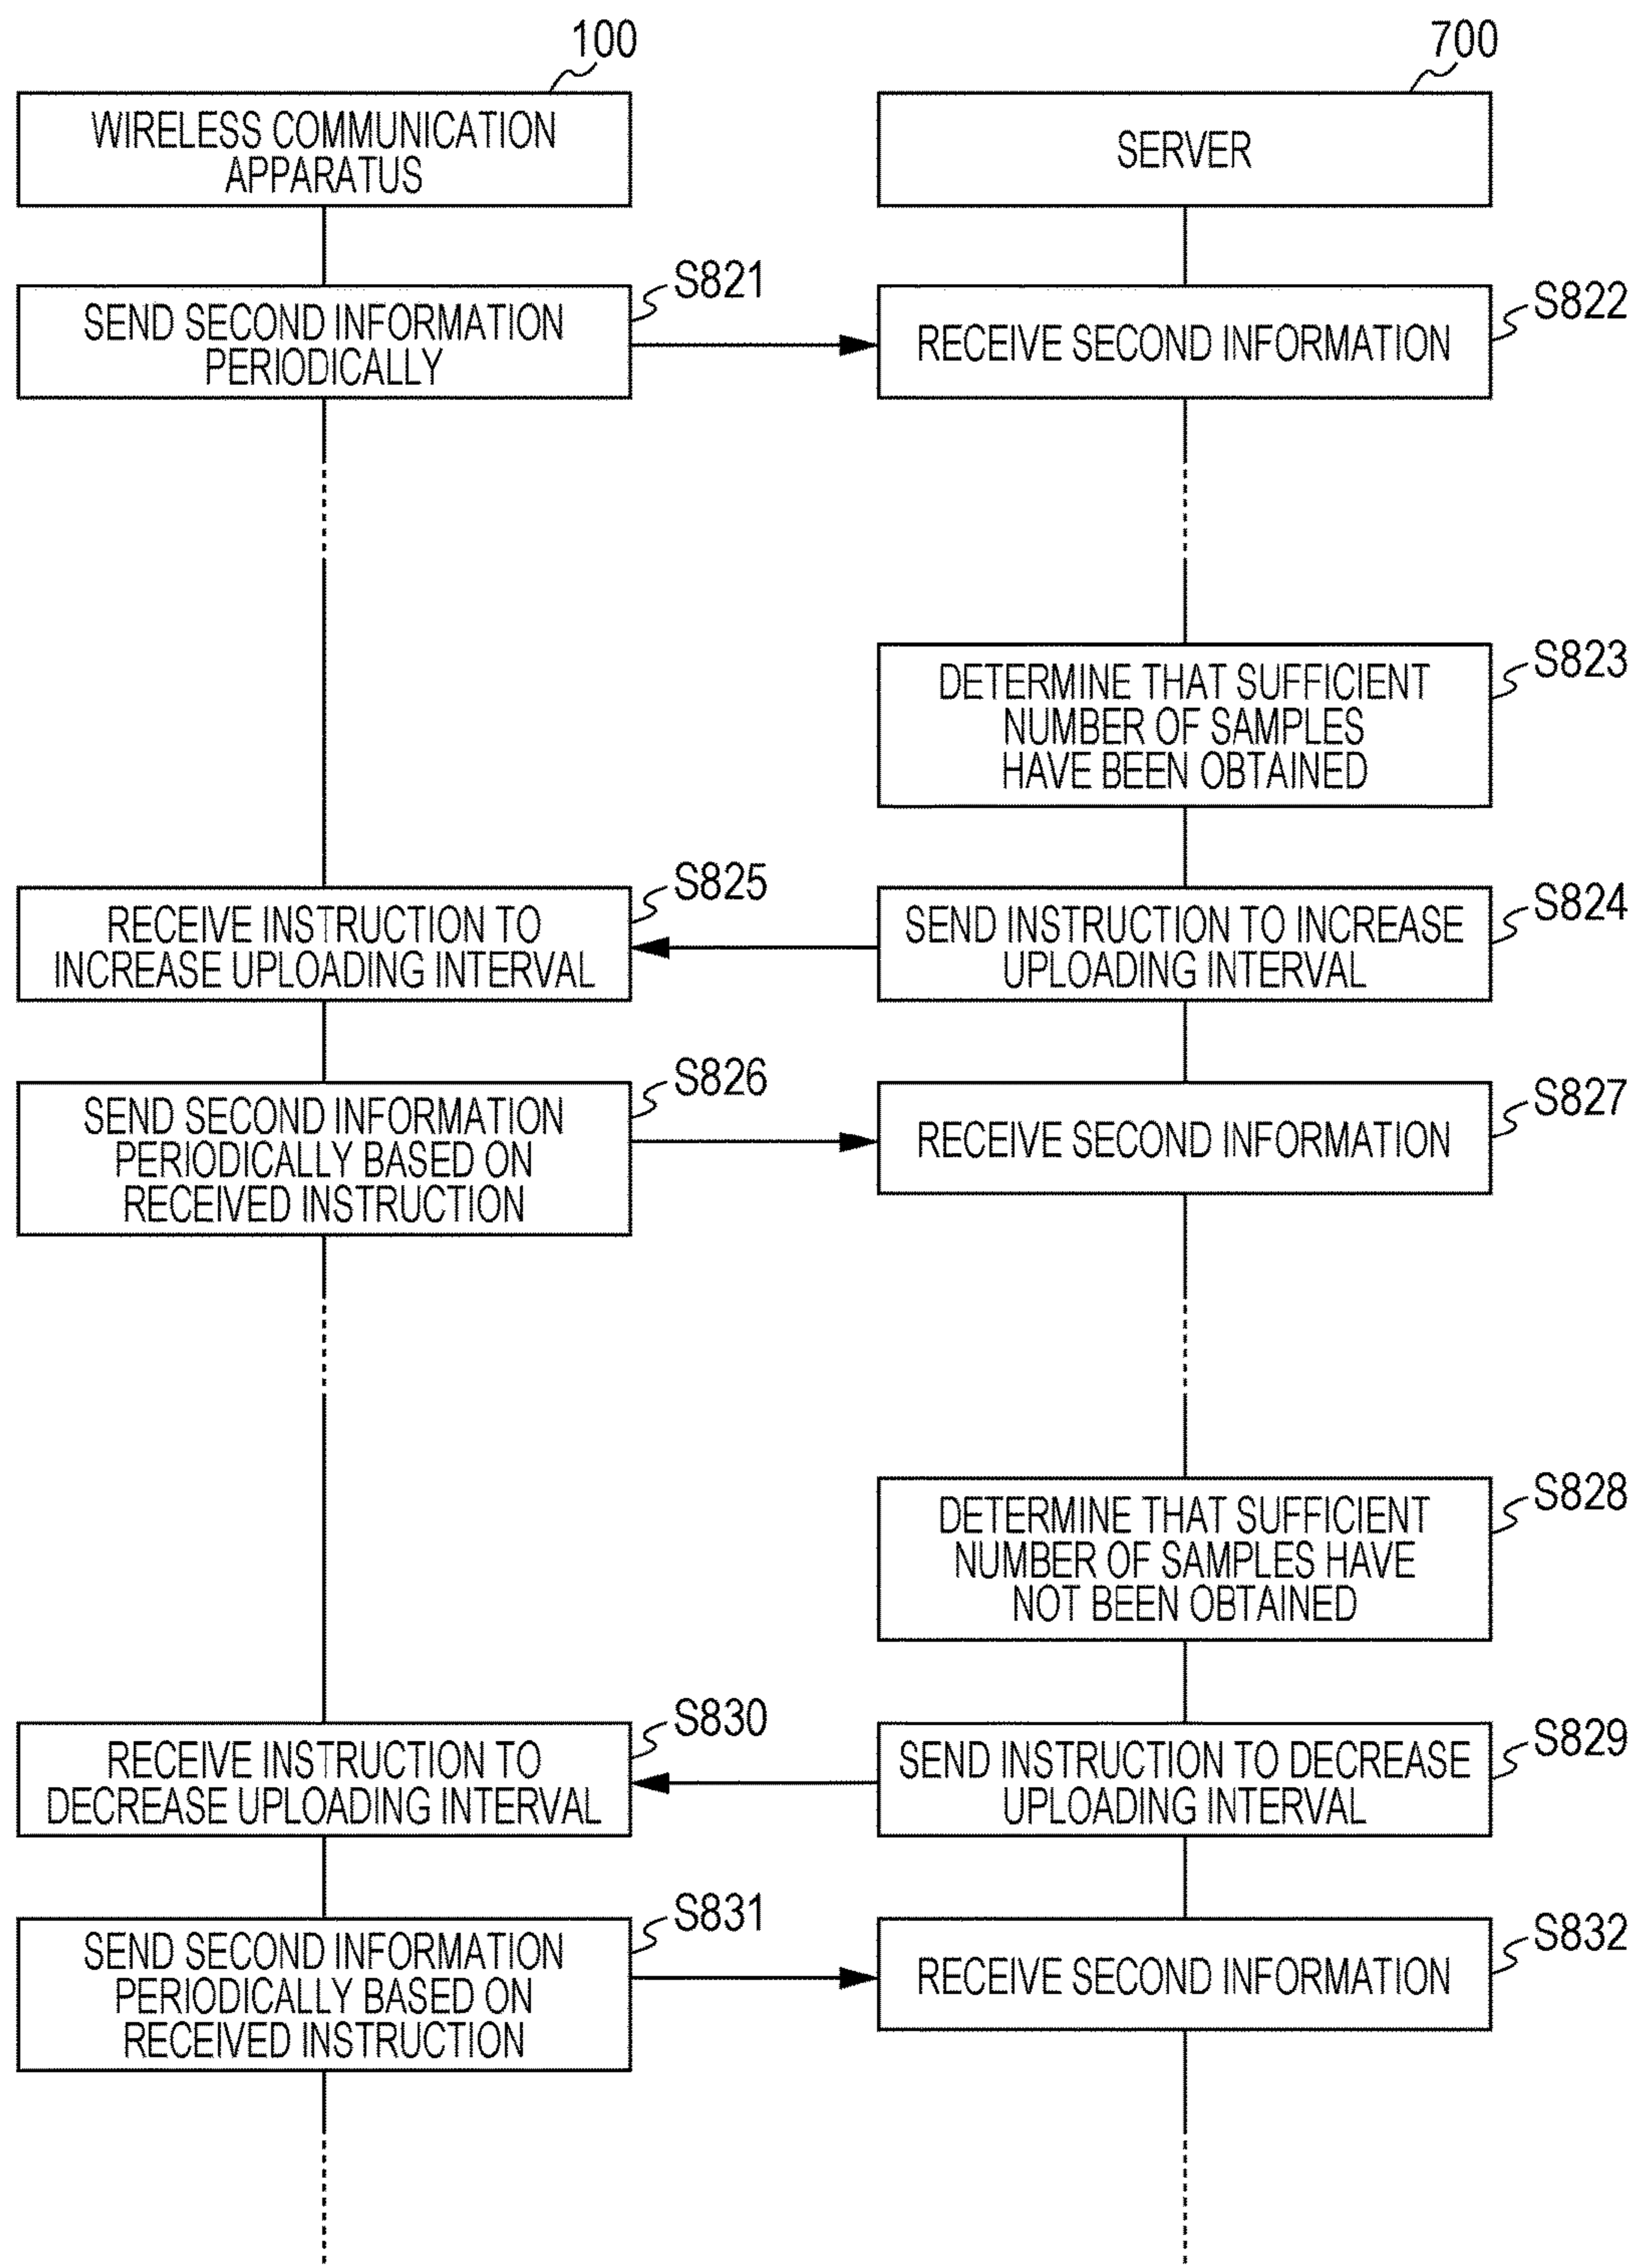 100
700
WIRELESS COMMUNICATION
APPARATUS
SERVER
S821
SEND SECOND INFORMATION
PERIODICALLY
S822
RECEIVE SECOND INFORMATION
S823
DETERMINE THAT SUFFICIENT
NUMBER OF SAMPLES
HAVE BEEN OBTAINED
S825
RECEIVE INSTRUCTION TO
INCREASE UPLOADING INTERVAL
S824
SEND INSTRUCTION TO INCREASE
UPLOADING INTERVAL
S826
SEND SECOND INFORMATION
PERIODICALLY BASED ON
RECEIVED INSTRUCTION
S827
RECEIVE SECOND INFORMATION
S828
DETERMINE THAT SUFFICIENT
NUMBER OF SAMPLES HAVE
NOT BEEN OBTAINED
S830
RECEIVE INSTRUCTION TO
DECREASE UPLOADING INTERVAL
S829
SEND INSTRUCTION TO DECREASE
UPLOADING INTERVAL
S831
SEND SECOND INFORMATION
PERIODICALLY BASED ON
RECEIVED INSTRUCTION
S832
RECEIVE SECOND INFORMATION